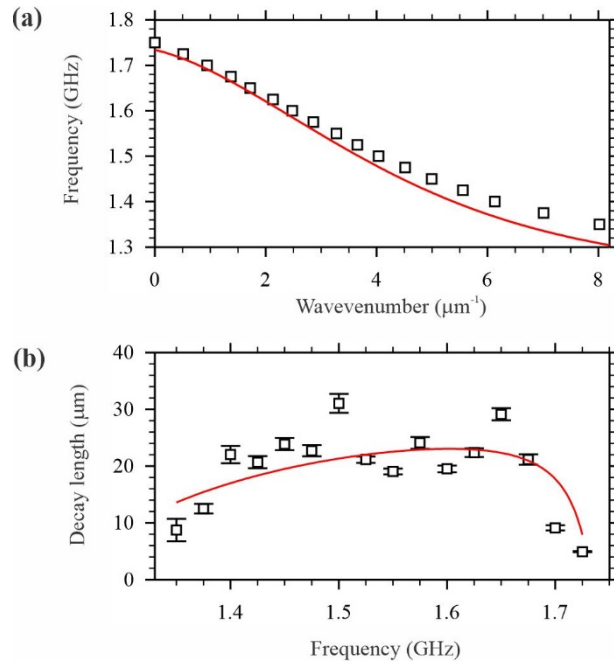 (a)
Frequency (GHz)
1.8
1.7
1.6
1.5
1.4
1.3
0 2 4 6 8
Wavevenumber (μm⁻¹)
(b)
Decay length (μm)
40
30
20
10
0
1.4 1.5 1.6 1.7
Frequency (GHz)